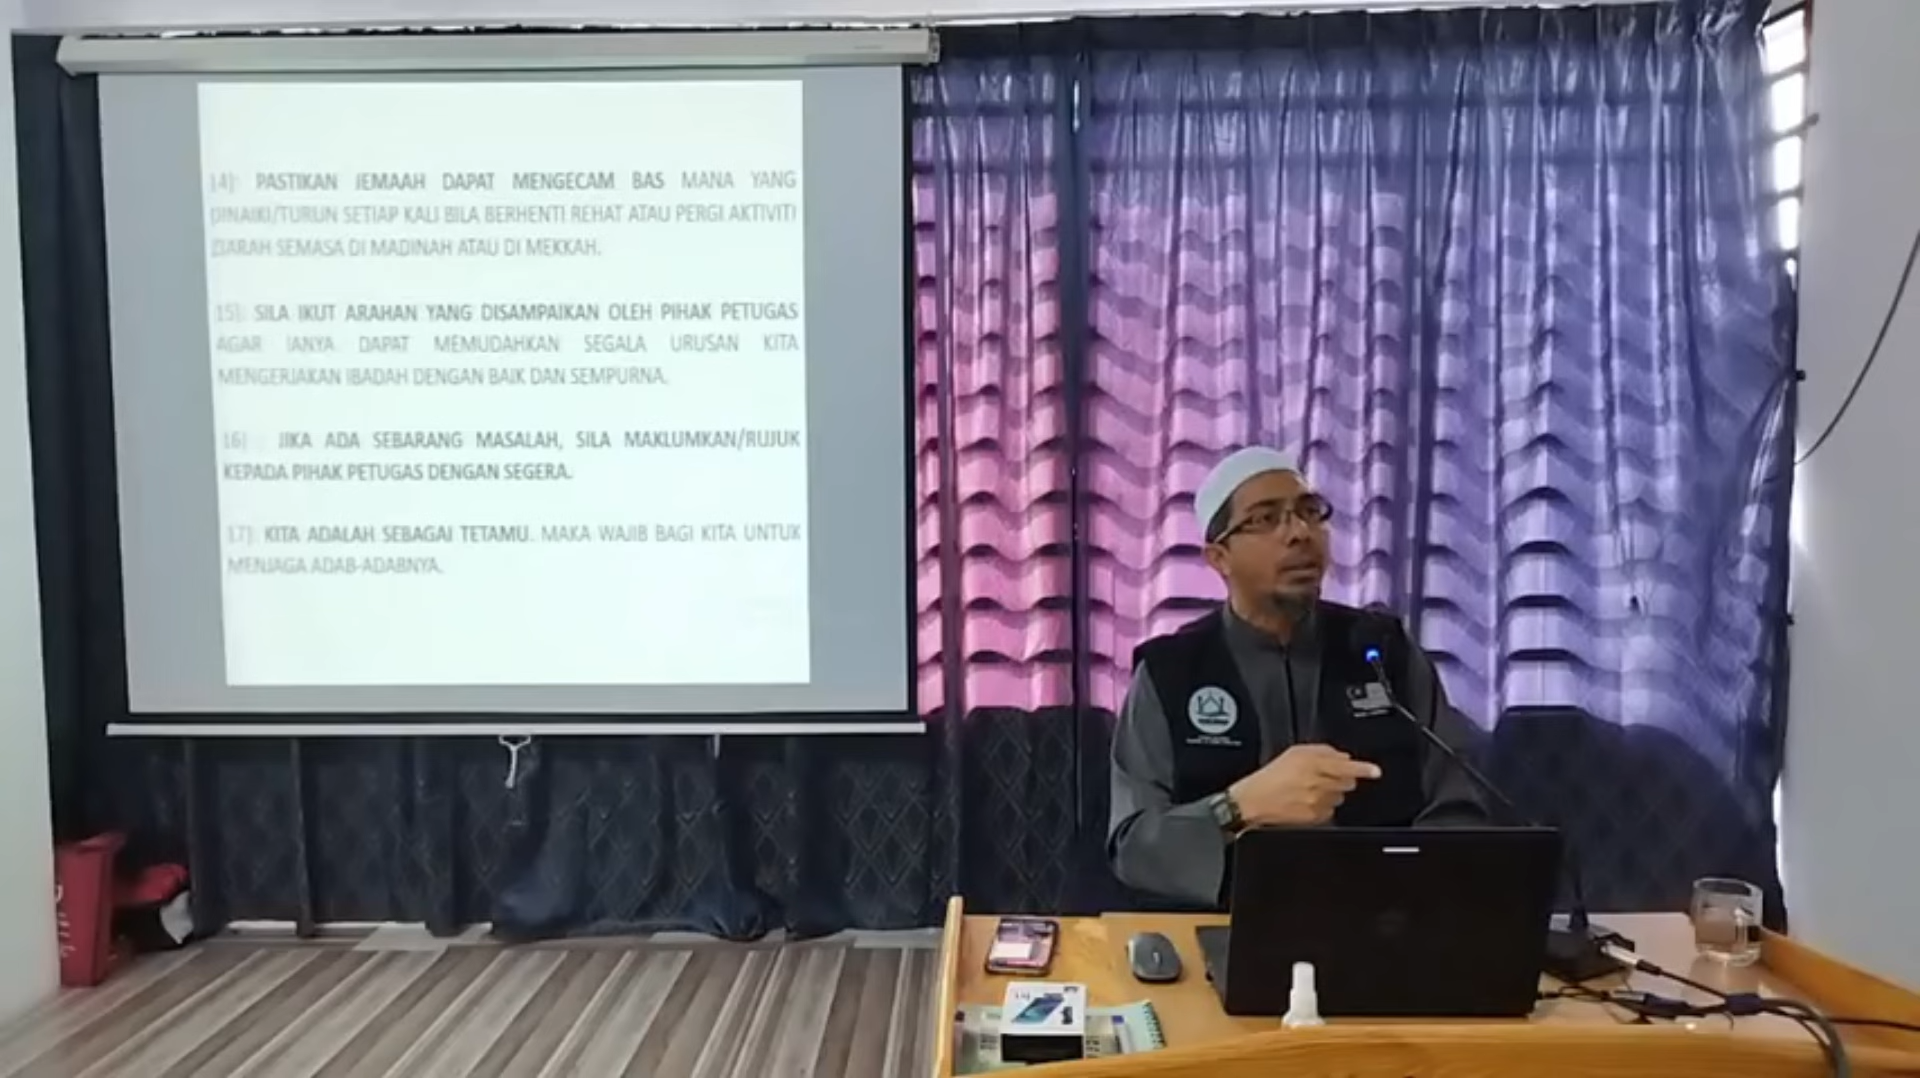 14]: PASTIKAN JEMAAH DAPAT MENGECAM BAS MANA YANG
DINAIKI/TURUN SETIAP KALI BILA BERHENTI REHAT ATAU PERGI AKTIVITI
ZIARAH SEMASA DI MADINAH ATAU DI MEKKAH.
15]: SILA IKUT ARAHAN YANG DISAMPAIKAN OLEH PIHAK PETUGAS
AGAR IANYA DAPAT MEMUDAHKAN SEGALA URUSAN KITA
MENGERJAKAN IBADAH DENGAN BAIK DAN SEMPURNA.
16] : JIKA ADA SEBARANG MASALAH, SILA MAKLUMKAN/RUJUK
KEPADA PIHAK PETUGAS DENGAN SEGERA.
17]: KITA ADALAH SEBAGAI TETAMU. MAKA WAJIB BAGI KITA UNTUK
MENJAGA ADAB-ADABNYA.